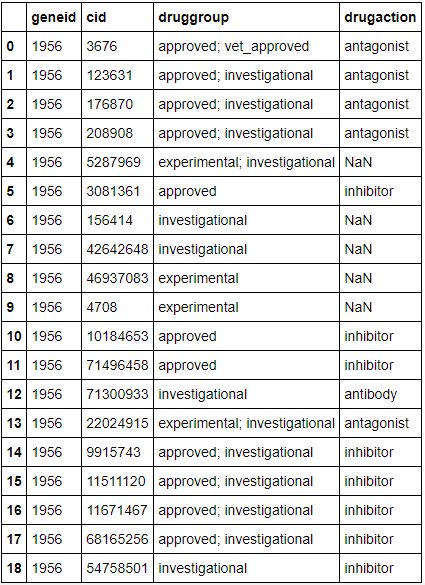 geneid cid druggroup drugaction
0 1956 3676 approved; vet_approved antagonist
1 1956 123631 approved; investigational antagonist
2 1956 176870 approved; investigational antagonist
3 1956 208908 approved; investigational antagonist
4 1956 5287969 experimental; investigational NaN
5 1956 3081361 approved inhibitor
6 1956 156414 investigational NaN
7 1956 42642648 investigational NaN
8 1956 46937083 experimental NaN
9 1956 4708 experimental NaN
10 1956 10184653 approved inhibitor
11 1956 71496458 approved inhibitor
12 1956 71300933 investigational antibody
13 1956 22024915 experimental; investigational antagonist
14 1956 9915743 approved; investigational inhibitor
15 1956 11511120 approved; investigational inhibitor
16 1956 11671467 approved; investigational inhibitor
17 1956 68165256 approved; investigational inhibitor
18 1956 54758501 investigational inhibitor